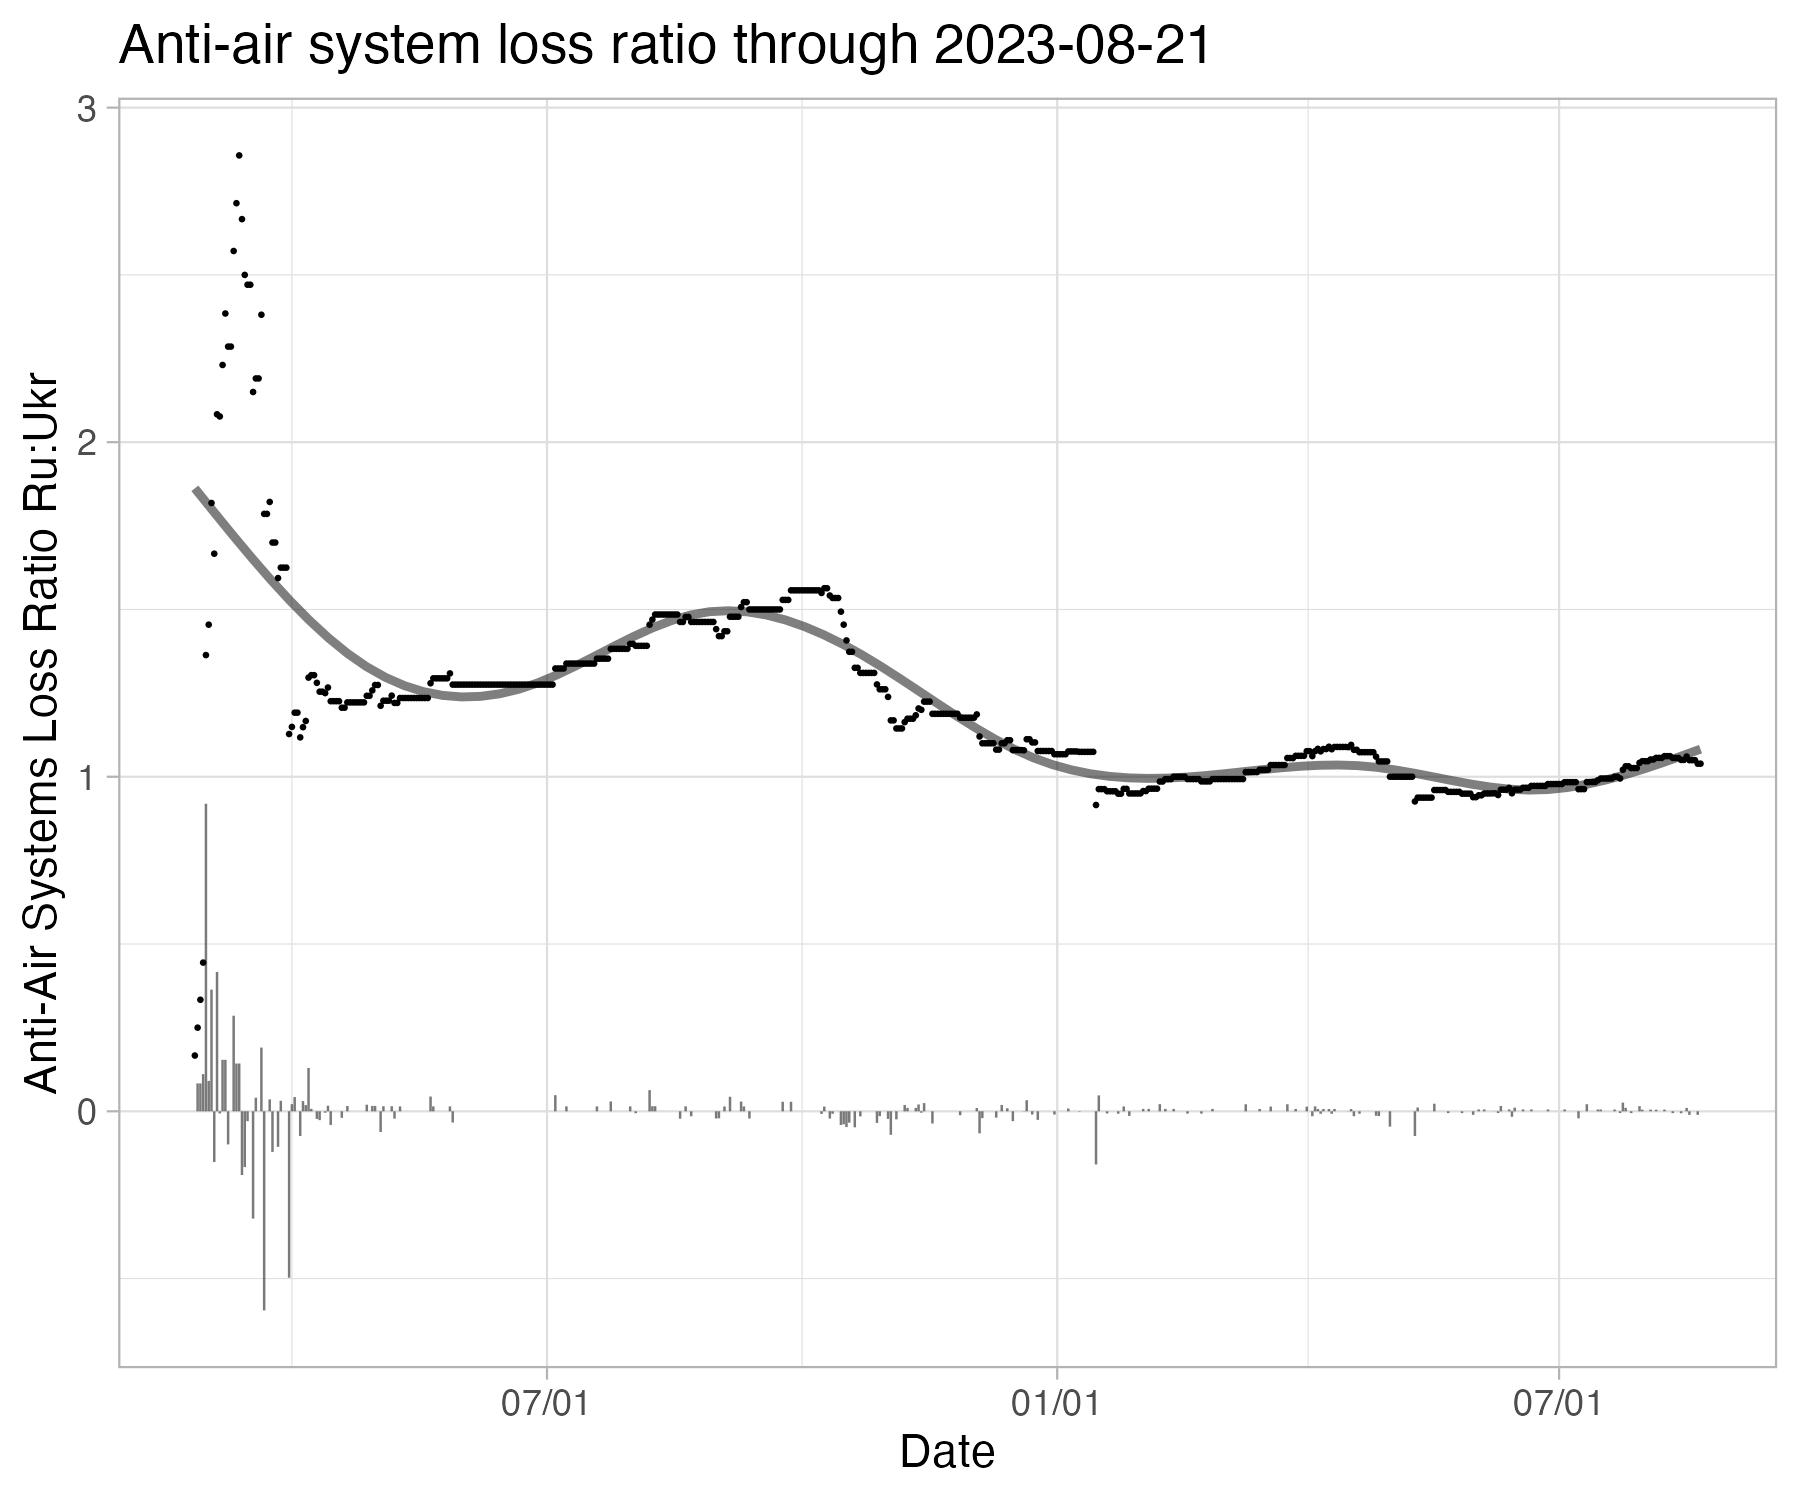 Anti-air system loss ratio through 2023-08-21
Anti-Air Systems Loss Ratio Ru:Ukr
3
2
1
0
07/01
01/01
07/01
Date